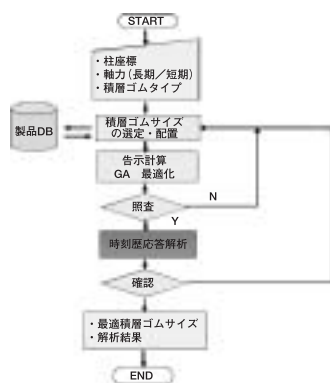 START
・柱座標
・軸力(長期/短期)
・積層ゴムタイプ
製品DB
積層ゴムサイズ
の選定・配置
告示計算
GA 最適化
照査
N
Y
時刻歴応答解析
確認
・最適積層ゴムサイズ
・解析結果
END